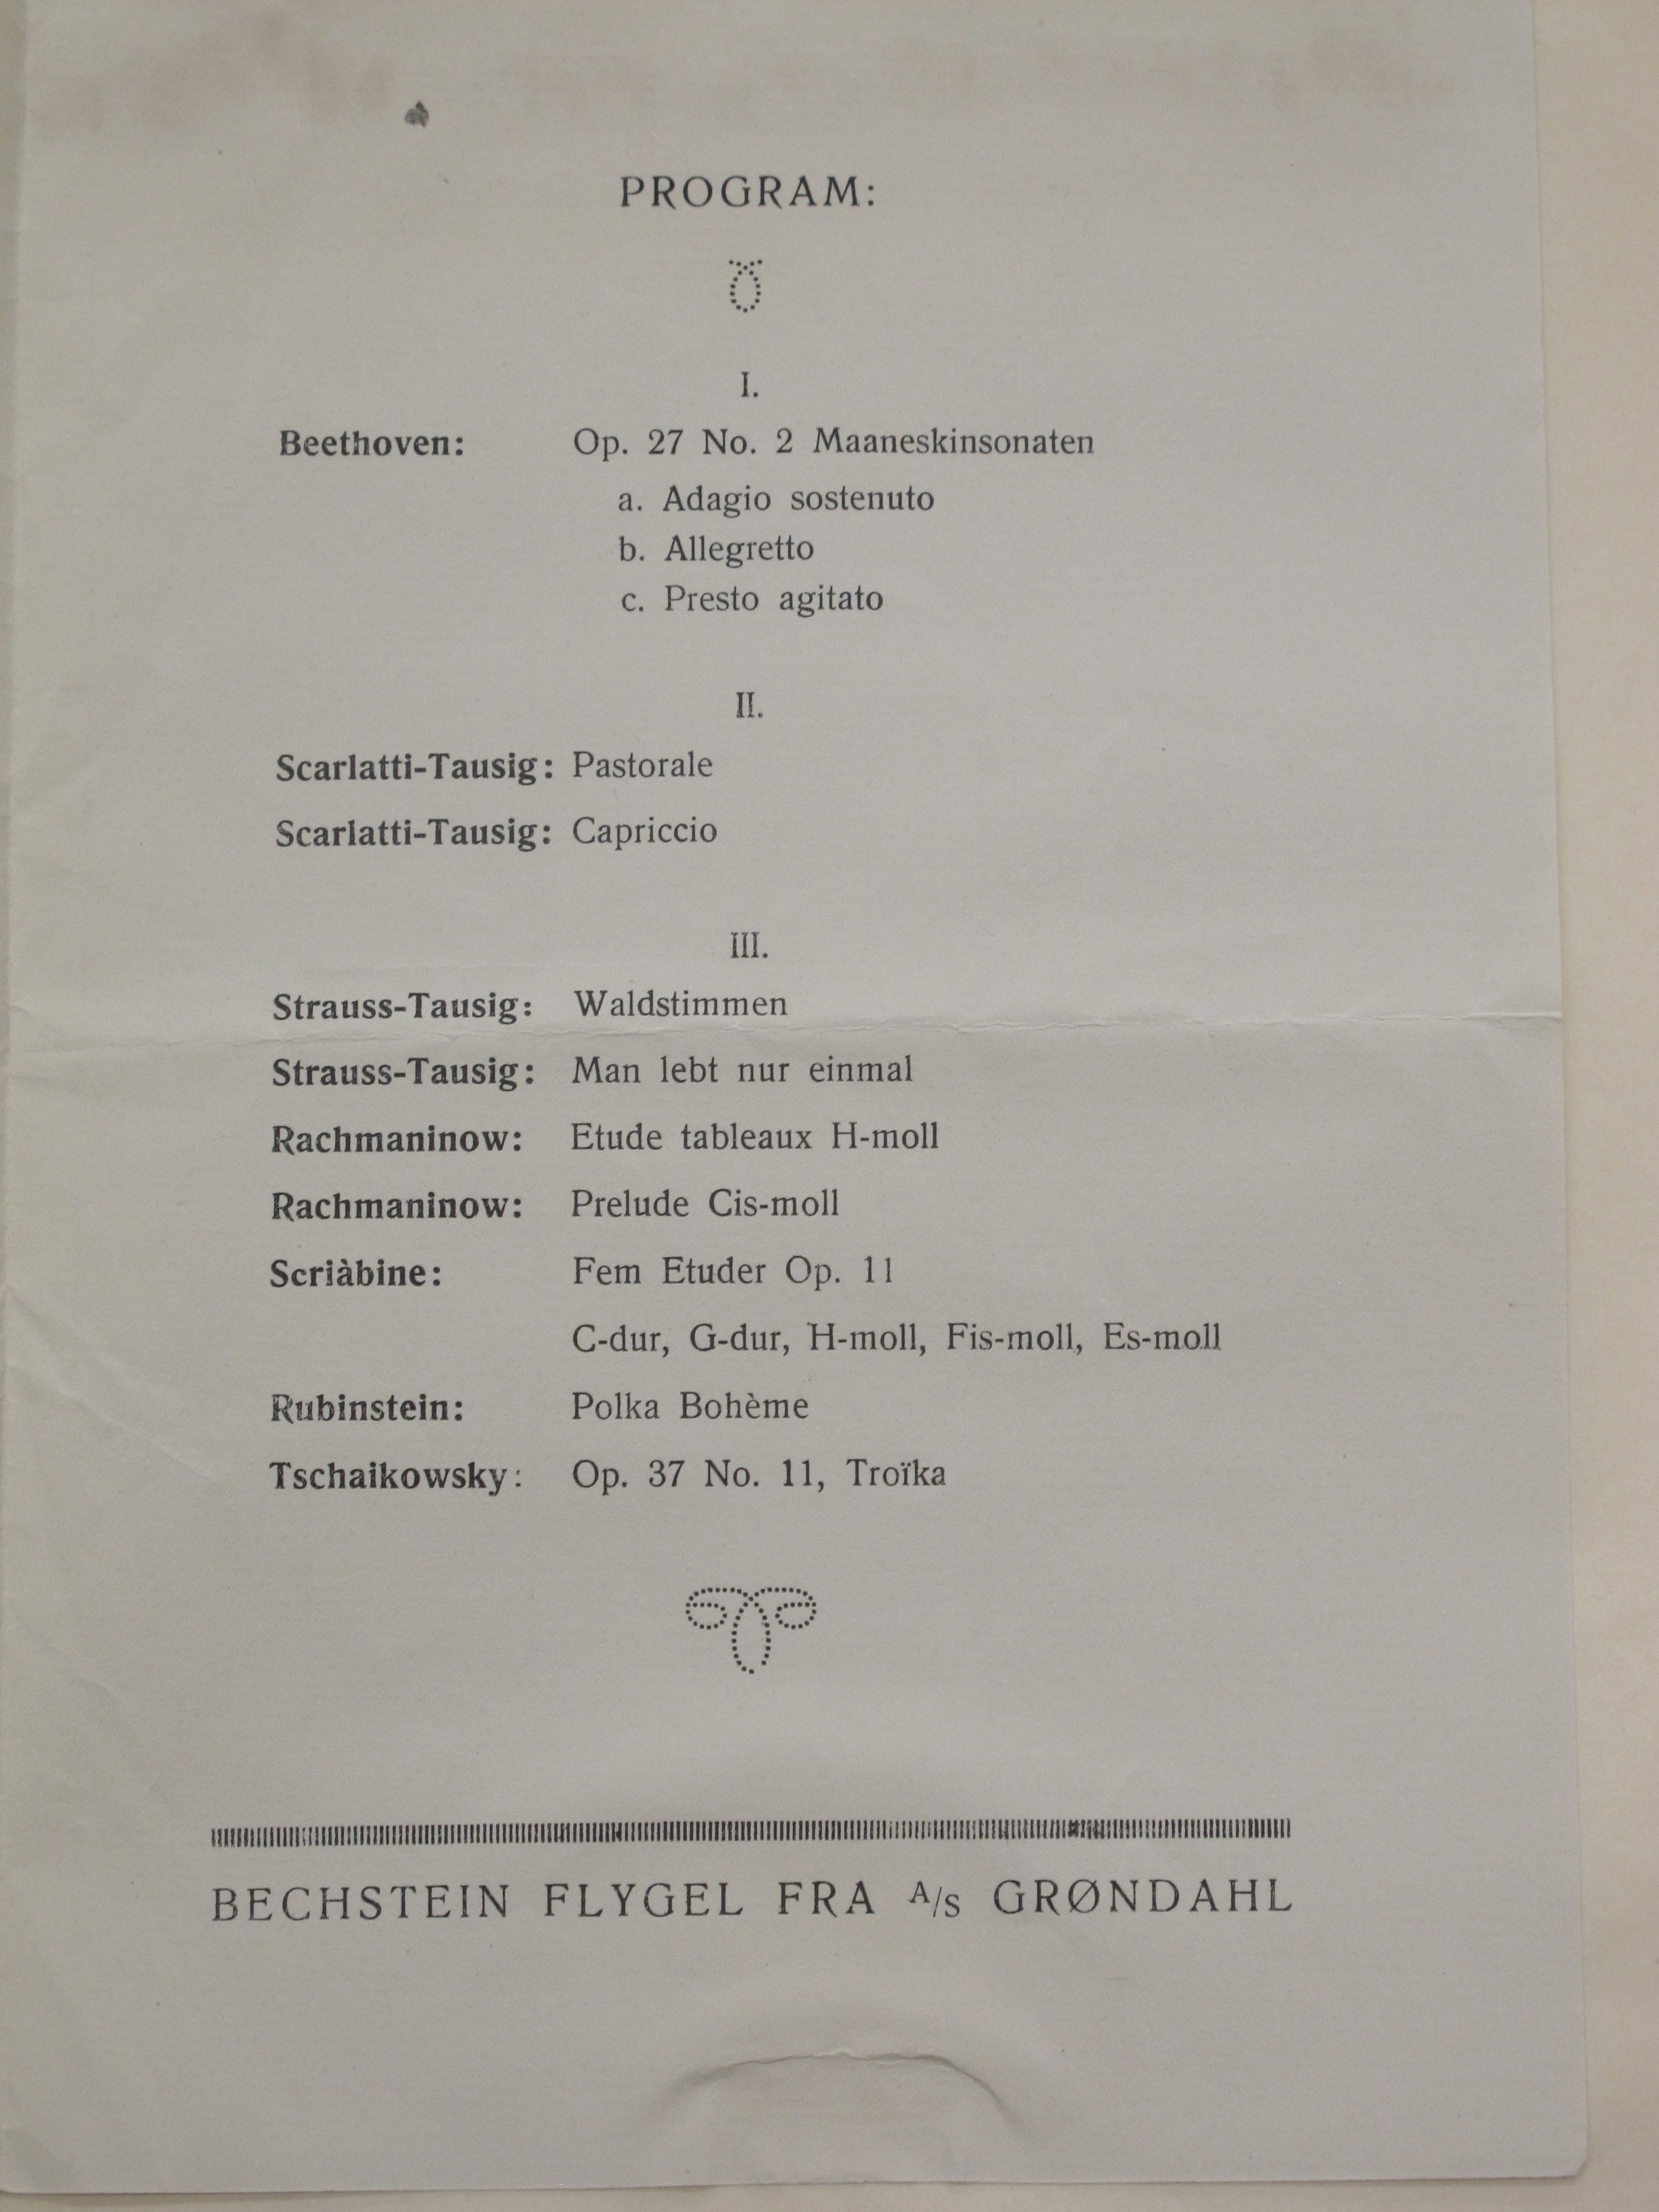 PROGRAM:
I.
Beethoven: Op. 27 No. 2 Maaneskinsonaten
a. Adagio sostenuto
b. Allegretto
c. Presto agitato
II.
Scarlatti-Tausig: Pastorale
Scarlatti-Tausig: Capriccio
III.
Strauss-Tausig: Waldstimmen
Strauss-Tausig: Man lebt nur einmal
Rachmaninow: Etude tableaux H-moll
Rachmaninow: Prelude Cis-moll
Scriàbine: Fem Etuder Op. 11
C-dur, G-dur, H-moll, Fis-moll, Es-moll
Rubinstein: Polka Bohème
Tschaikowsky: Op. 37 No. 11, Troïka
BECHSTEIN FLYGEL FRA A/S GRØNDAHL